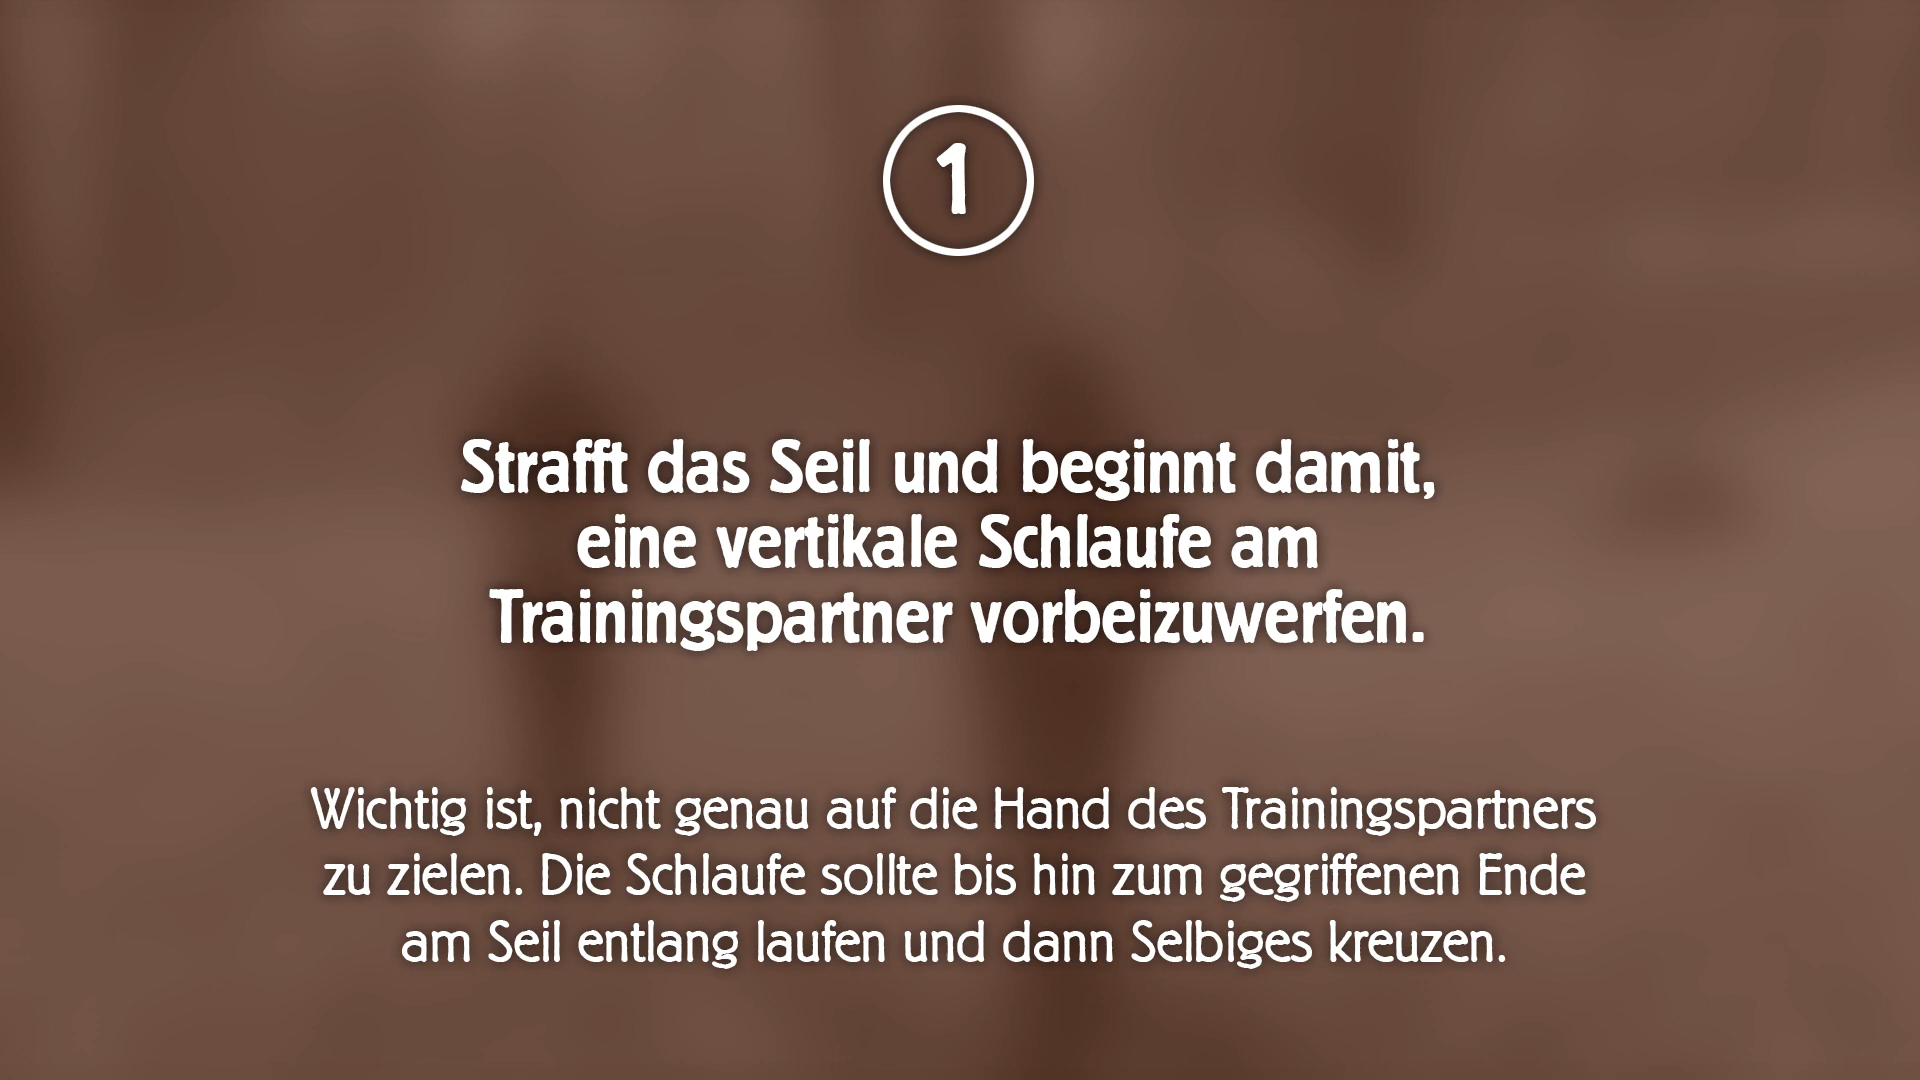 1
Strafft das Seil und beginnt damit,
eine vertikale Schlaufe am
Trainingspartner vorbeizuwerfen.
Wichtig ist, nicht genau auf die Hand des Trainingspartners
zu zielen. Die Schlaufe sollte bis hin zum gegriffenen Ende
am Seil entlang laufen und dann Selbiges kreuzen.